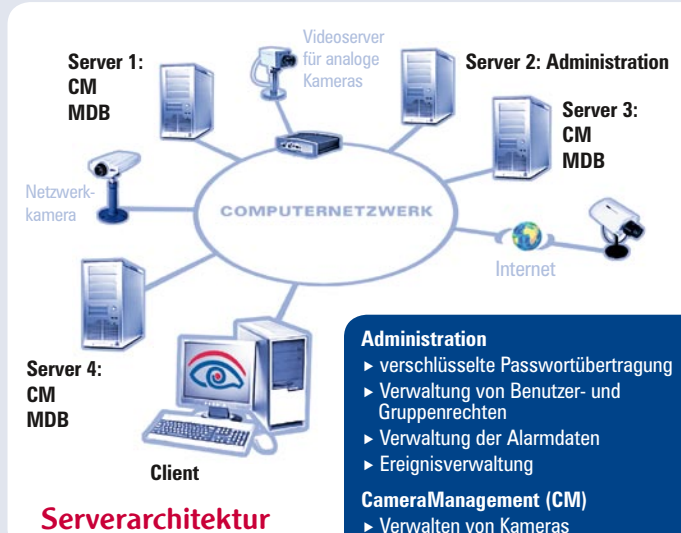 Server 1:
CM
MDB
Videoserver
für analoge
Kameras
Server 2: Administration
Server 3:
CM
MDB
Netzwerk-
kamera
COMPUTERNETZWERK
Internet
Server 4:
CM
MDB
Client
Serverarchitektur
Administration
▸ verschlüsselte Passwortübertragung
▸ Verwaltung von Benutzer- und
Gruppenrechten
▸ Verwaltung der Alarmdaten
▸ Ereignisverwaltung
CameraManagement (CM)
▸ Verwalten von Kameras